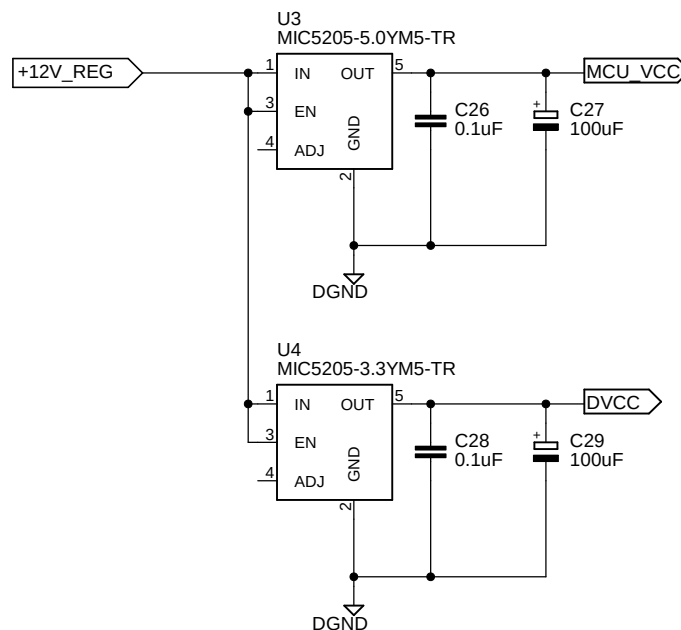 U3
MIC5205-5.0YM5-TR
+12V_REG
1
IN
OUT
5
MCU_VCC
3
EN
4
ADJ
GND
2
C26
0.1uF
+
C27
100uF
DGND
U4
MIC5205-3.3YM5-TR
1
IN
OUT
5
DVCC
3
EN
4
ADJ
GND
2
C28
0.1uF
+
C29
100uF
DGND